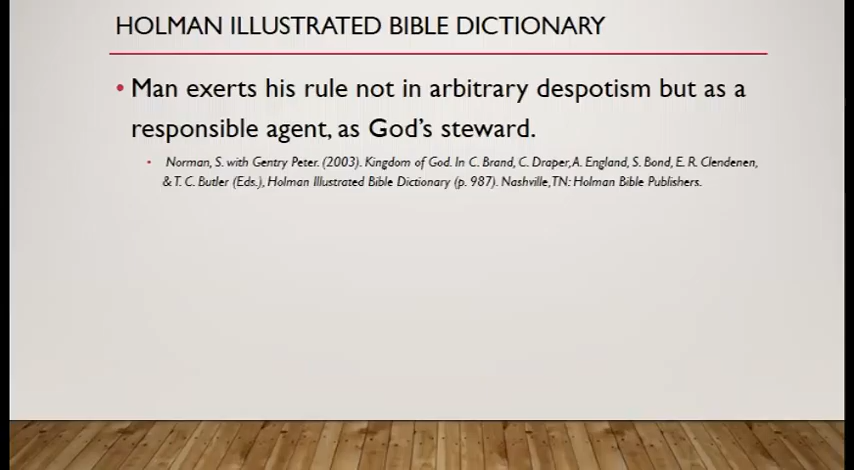 HOLMAN ILLUSTRATED BIBLE DICTIONARY
• Man exerts his rule not in arbitrary despotism but as a
responsible agent, as God's steward.
• Norman, S. with Gentry Peter. (2003). Kingdom of God. In C. Brand, C. Draper, A. England, S. Bond, E. R. Clendenen,
& T. C. Butler (Eds.), Holman Illustrated Bible Dictionary (p. 987). Nashville, TN: Holman Bible Publishers.